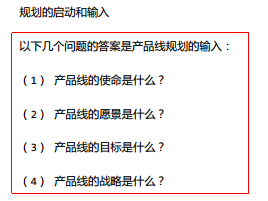 规划的启动和输入
以下几个问题的答案是产品线规划的输入：
（1） 产品线的使命是什么？
（2） 产品线的愿景是什么？
（3） 产品线的目标是什么？
（4） 产品线的战略是什么？